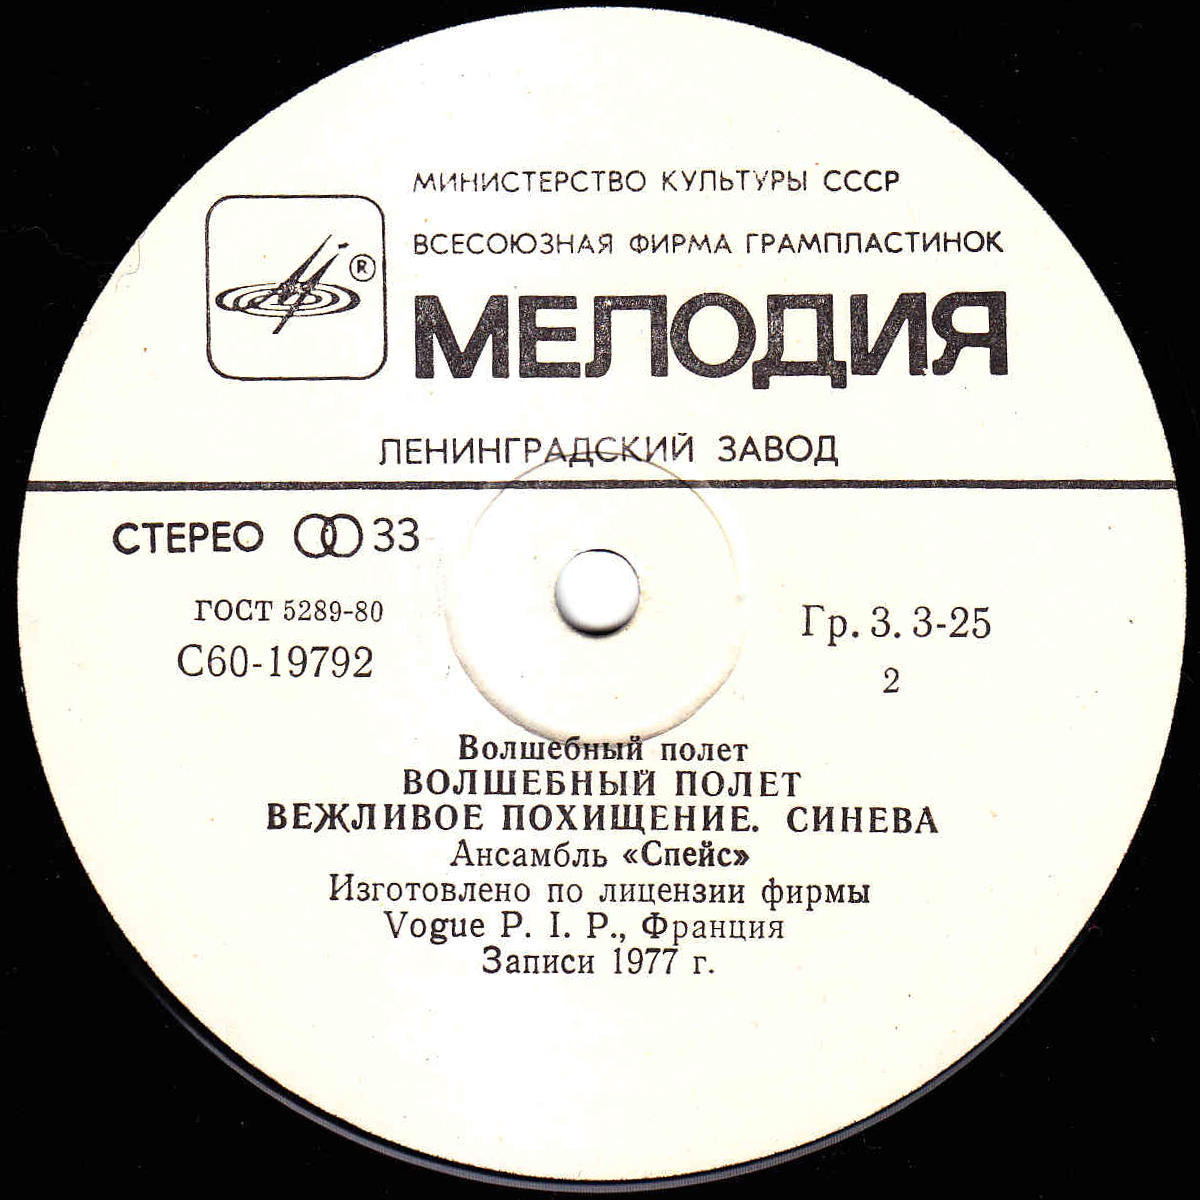 МИНИСТЕРСТВО КУЛЬТУРЫ СССР
ВСЕСОЮЗНАЯ ФИРМА ГРАМПЛАСТИНОК
®
МЕЛОДИЯ
ЛЕНИНГРАДСКИЙ ЗАВОД
СТЕРЕО 33
ГОСТ 5289-80
С60-19792
Гр. 3. 3-25
2
Волшебный полет
ВОЛШЕБНЫЙ ПОЛЕТ
ВЕЖЛИВОЕ ПОХИЩЕНИЕ. СИНЕВА
Ансамбль «Спейс»
Изготовлено по лицензии фирмы
Vogue P. I. P., Франция
Записи 1977 г.